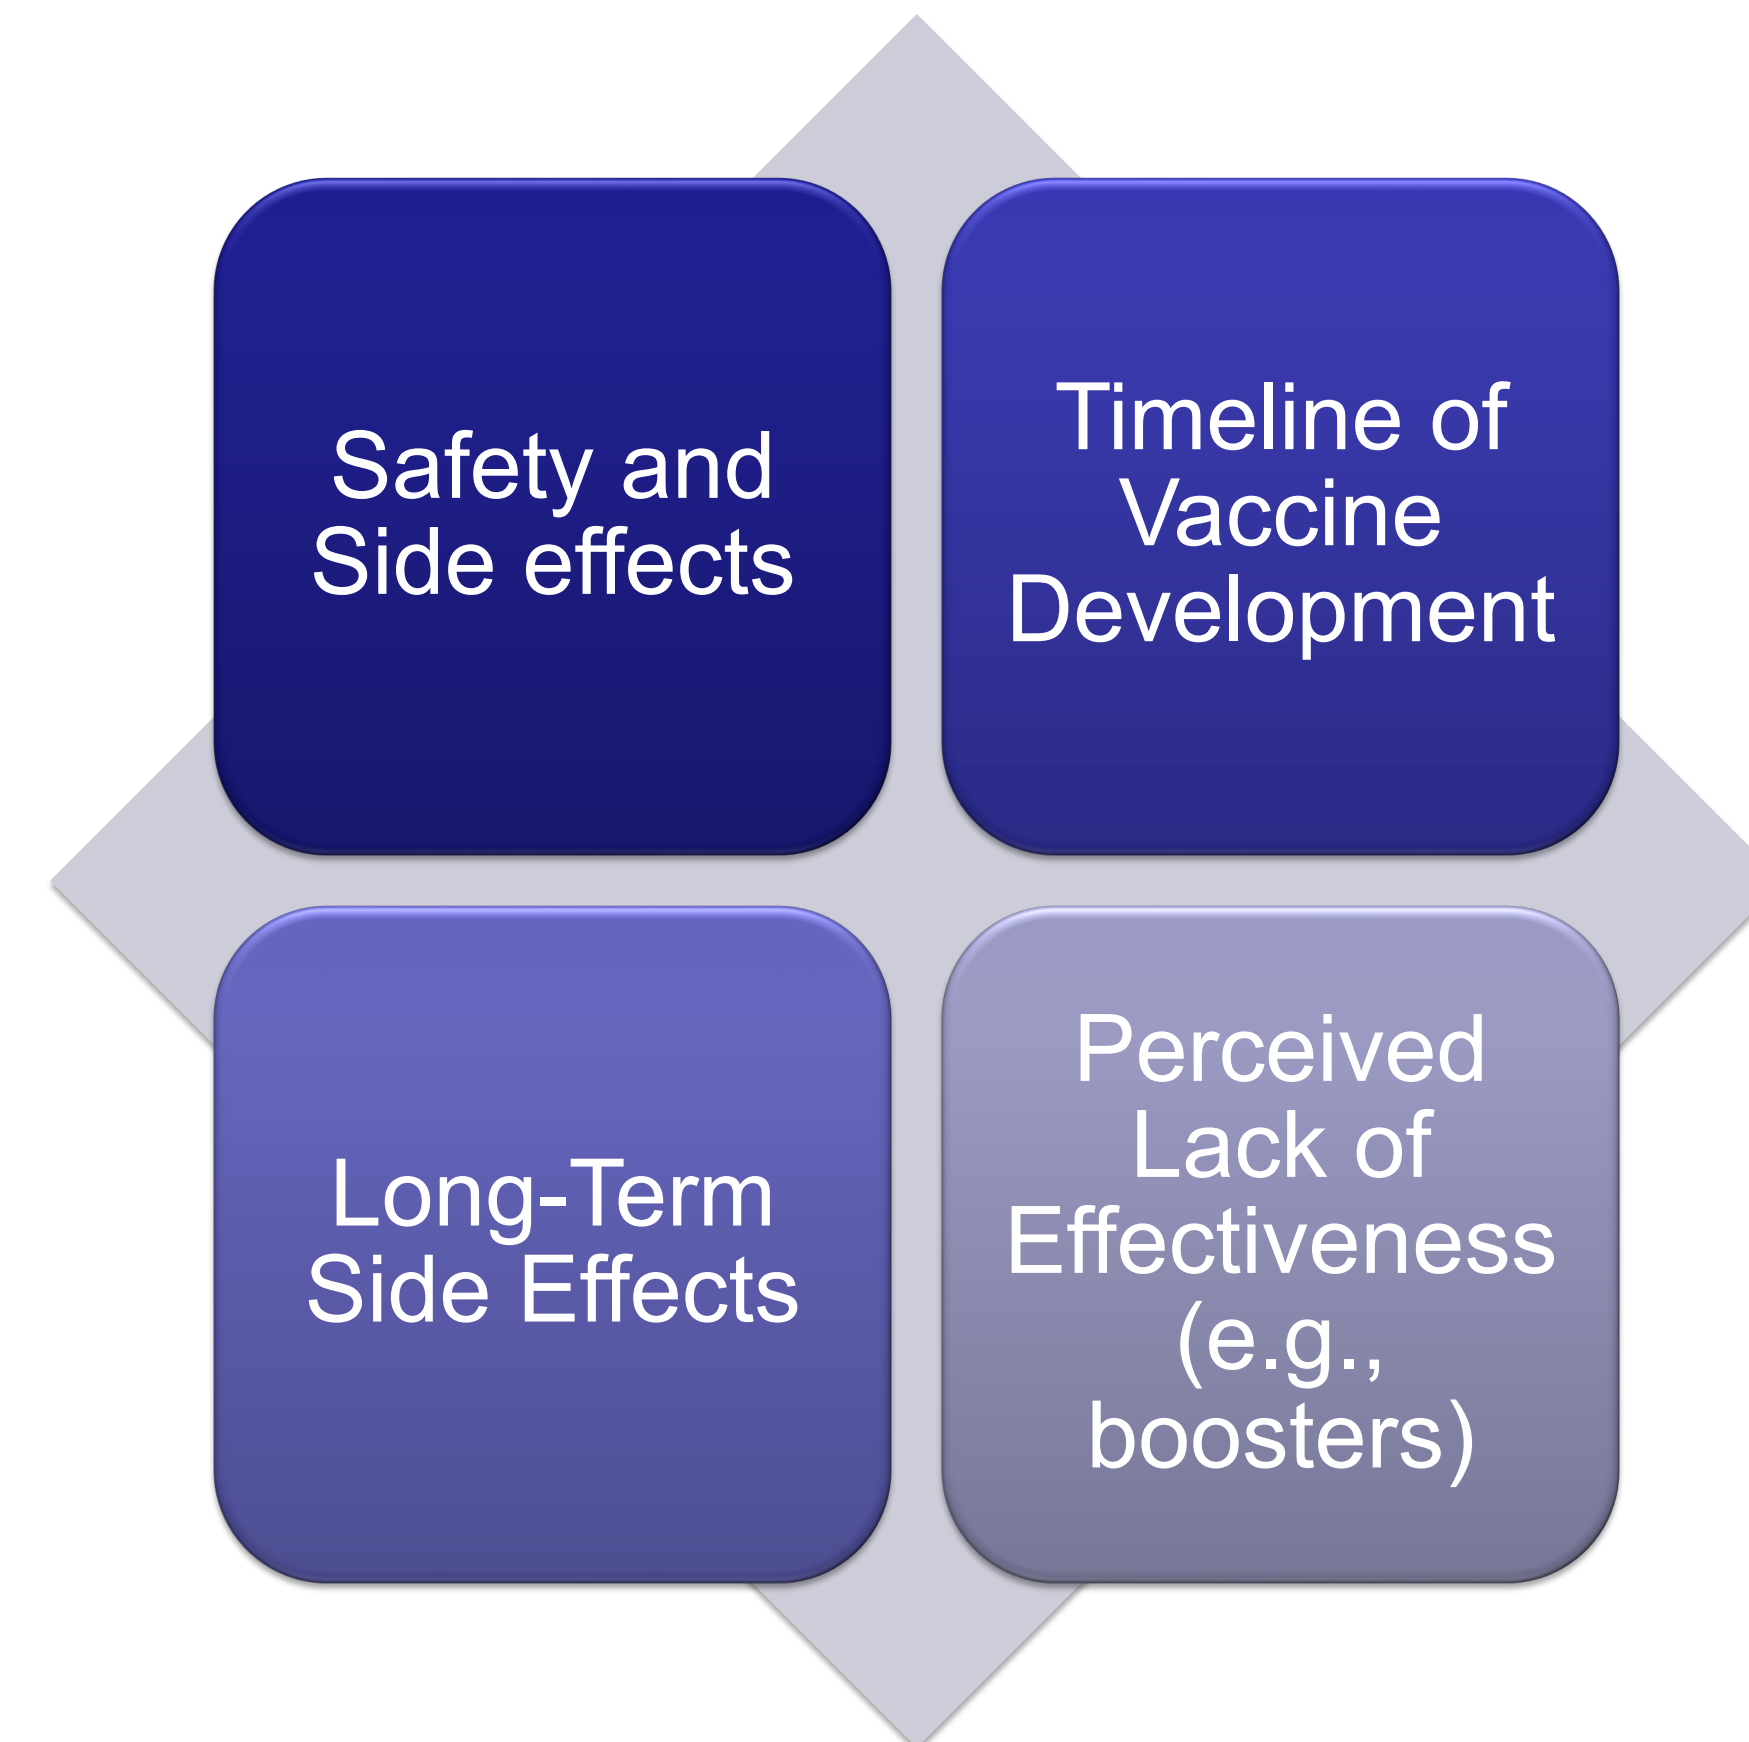 Safety and
Side effects
Timeline of
Vaccine
Development
Long-Term
Side Effects
Perceived
Lack of
Effectiveness
(e.g.,
boosters)